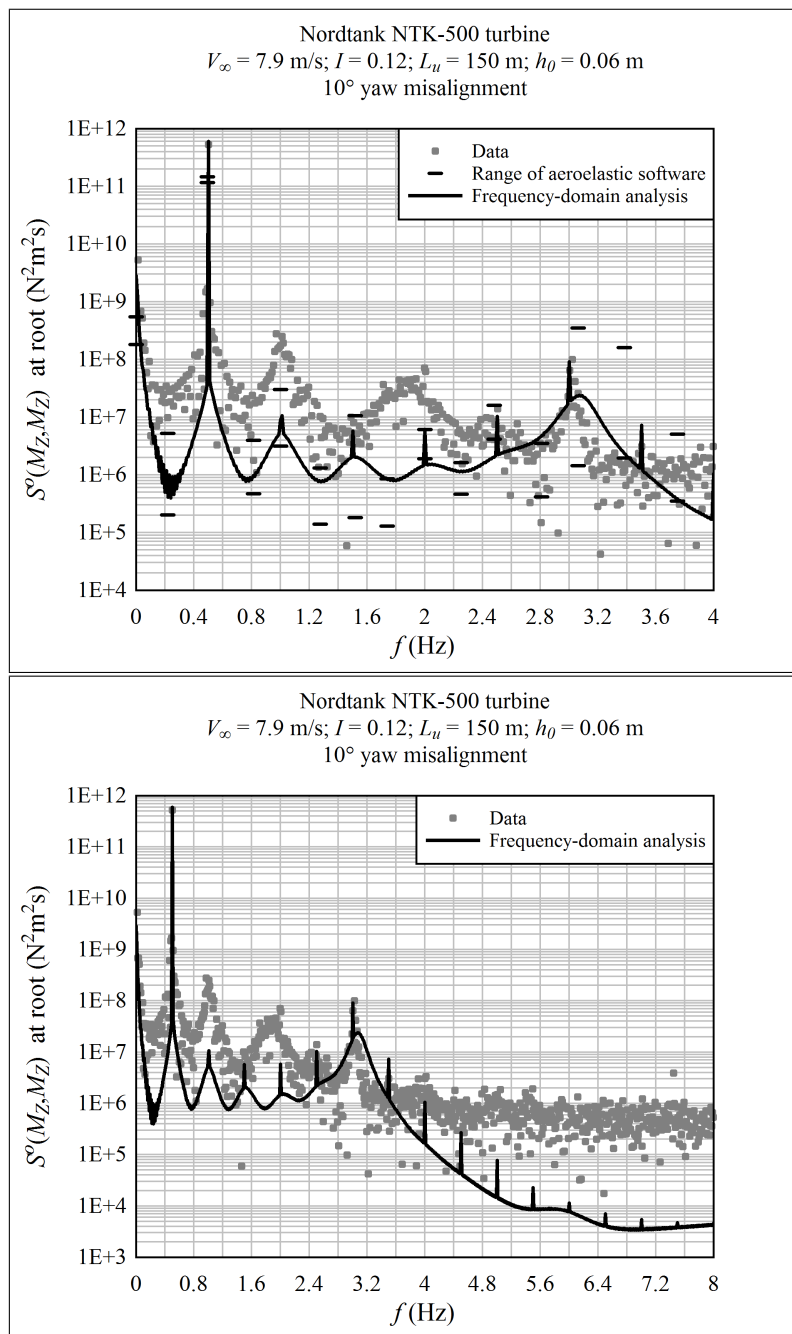 Nordtank NTK-500 turbine
V∞ = 7.9 m/s; I = 0.12; Lu = 150 m; h0 = 0.06 m
10° yaw misalignment
1E+12
1E+11
1E+10
1E+9
1E+8
1E+7
1E+6
1E+5
1E+4
Data
Range of aeroelastic software
Frequency-domain analysis
S°(MZ,MZ) at root (N²m²s)
0 0.4 0.8 1.2 1.6 2 2.4 2.8 3.2 3.6 4
f (Hz)
Nordtank NTK-500 turbine
V∞ = 7.9 m/s; I = 0.12; Lu = 150 m; h0 = 0.06 m
10° yaw misalignment
1E+12
1E+11
1E+10
1E+9
1E+8
1E+7
1E+6
1E+5
1E+4
1E+3
Data
Frequency-domain analysis
S°(MZ,MZ) at root (N²m²s)
0 0.8 1.6 2.4 3.2 4 4.8 5.6 6.4 7.2 8
f (Hz)